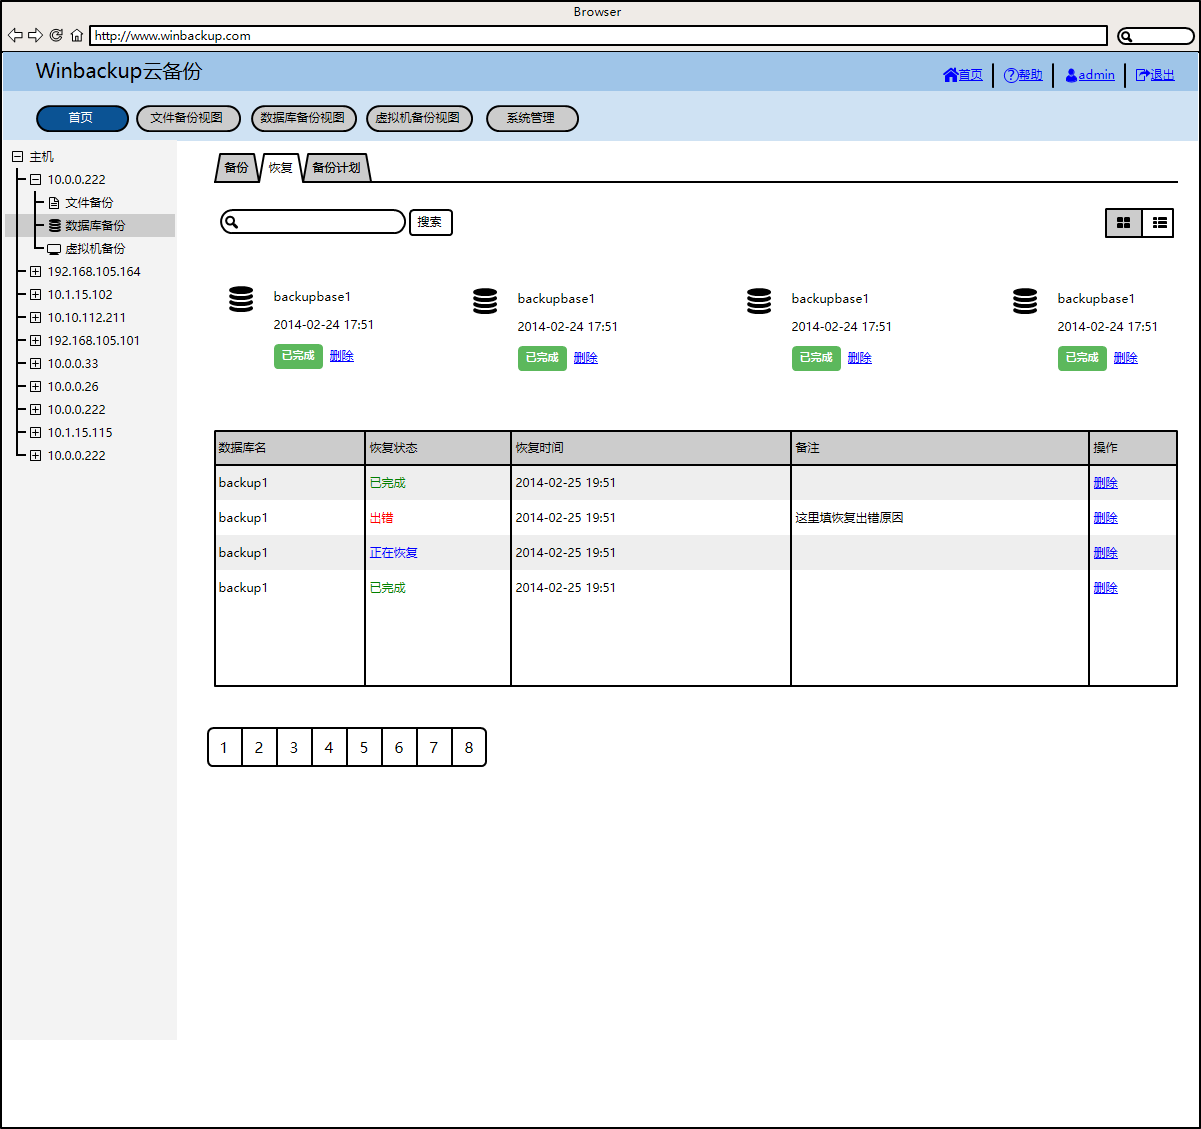 Browser
http://www.winbackup.com
Winbackup云备份
首页 帮助 admin 退出
首页 文件备份视图 数据库备份视图 虚拟机备份视图 系统管理
主机
10.0.0.222
文件备份
数据库备份
虚拟机备份
192.168.105.164
10.1.15.102
10.10.112.211
192.168.105.101
10.0.0.33
10.0.0.26
10.0.0.222
10.1.15.115
10.0.0.222
备份 恢复 备份计划
搜索
backupbase1 backupbase1 backupbase1 backupbase1
2014-02-24 17:51 2014-02-24 17:51 2014-02-24 17:51 2014-02-24 17:51
已完成 删除 已完成 删除 已完成 删除 已完成 删除
数据库名 恢复状态 恢复时间 备注 操作
backup1 已完成 2014-02-25 19:51 删除
backup1 出错 2014-02-25 19:51 这里填恢复出错原因 删除
backup1 正在恢复 2014-02-25 19:51 删除
backup1 已完成 2014-02-25 19:51 删除
1 2 3 4 5 6 7 8